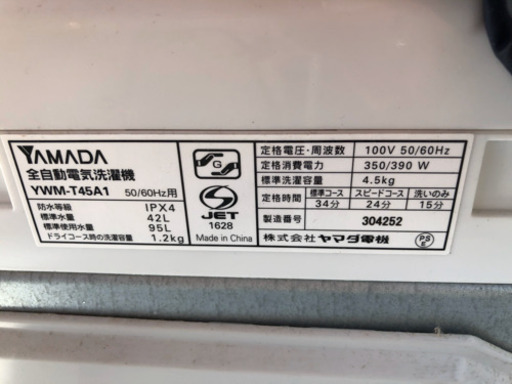 YAMADA
全自動電気洗濯機
YWM-T45A1 50/60Hz用
防水等級 IPX4
標準水量 42L
標準使用水量 95L
ドライコース時の洗濯容量 1.2kg
G
S
JET
1628
Made in China
定格電圧・周波数 100V 50/60Hz
定格消費電力 350/390 W
標準洗濯容量 4.5kg
定格時間 標準コース スピードコース 洗いのみ
34分 24分 15分
製造番号 304252
株式会社 ヤマダ電機
PS
E